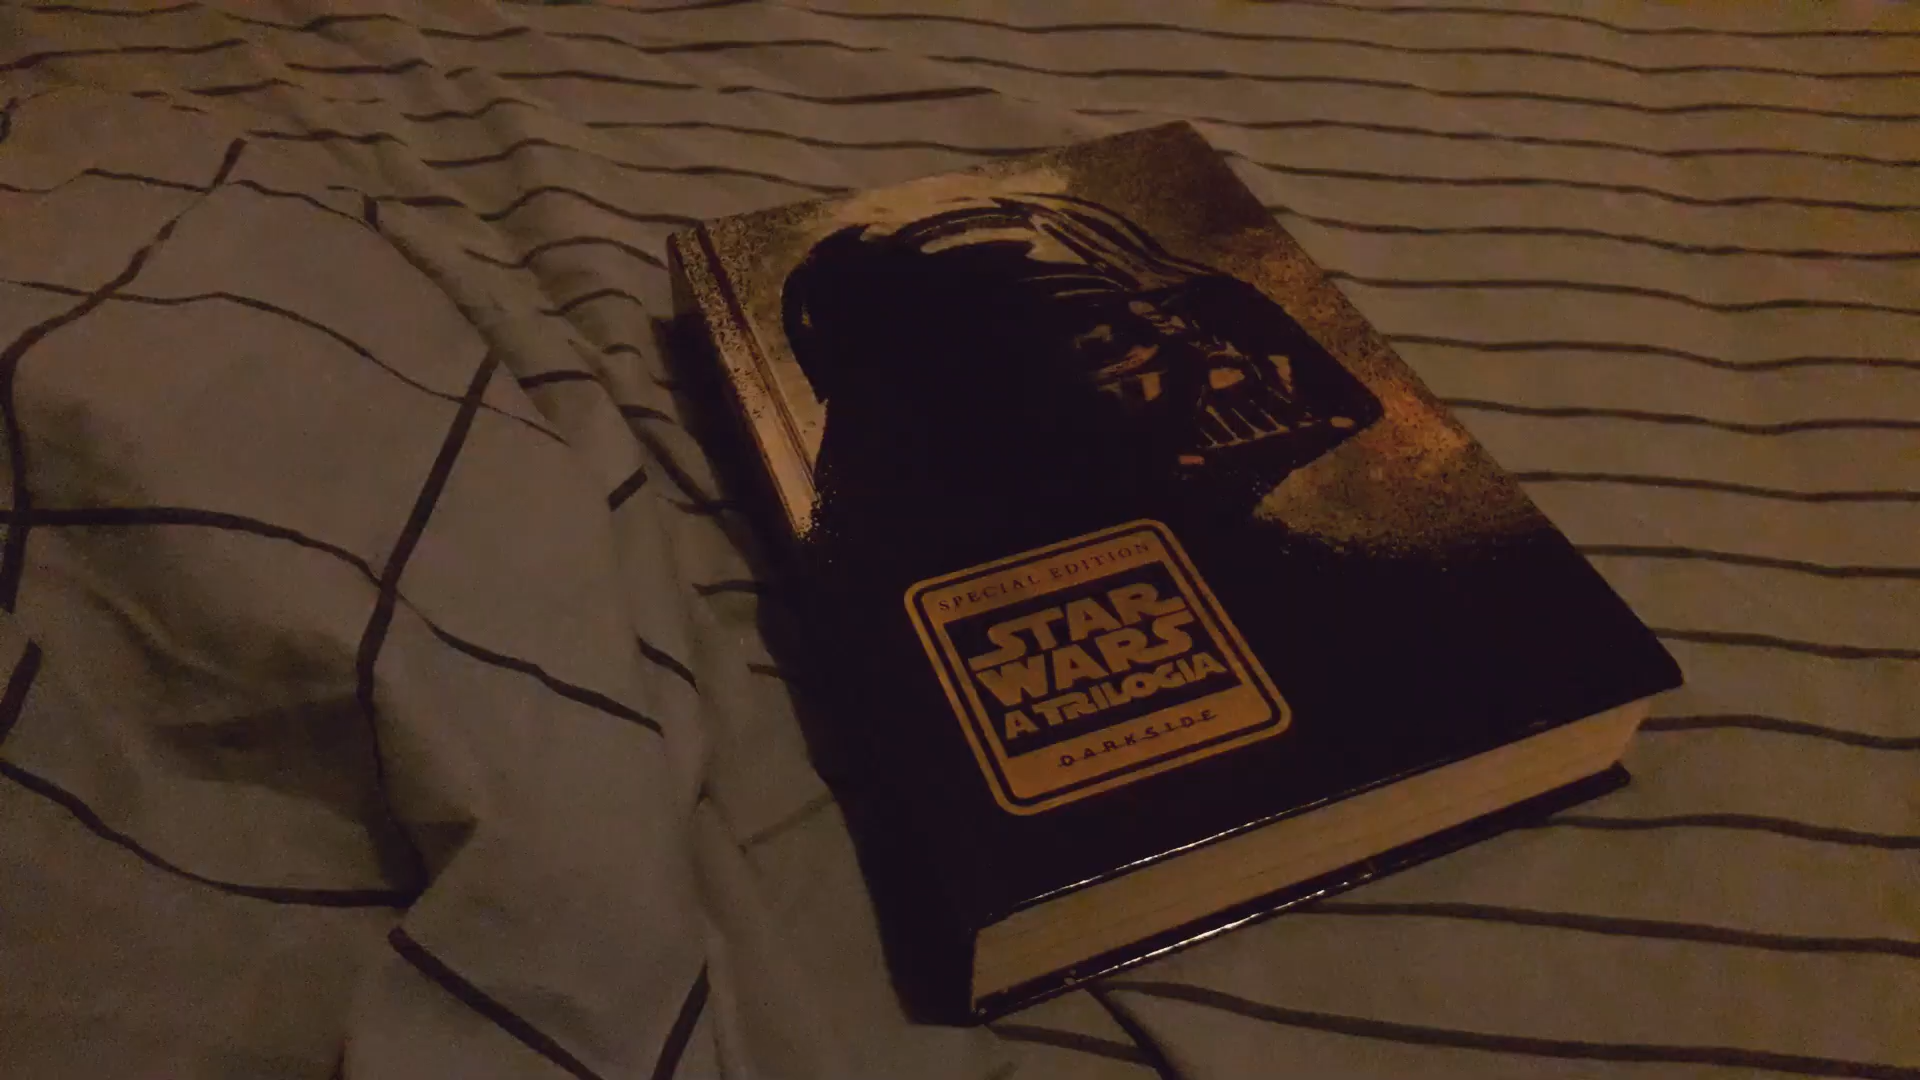 SPECIAL EDITION
STAR
WARS
A TRILOGIA
DARKSIDE